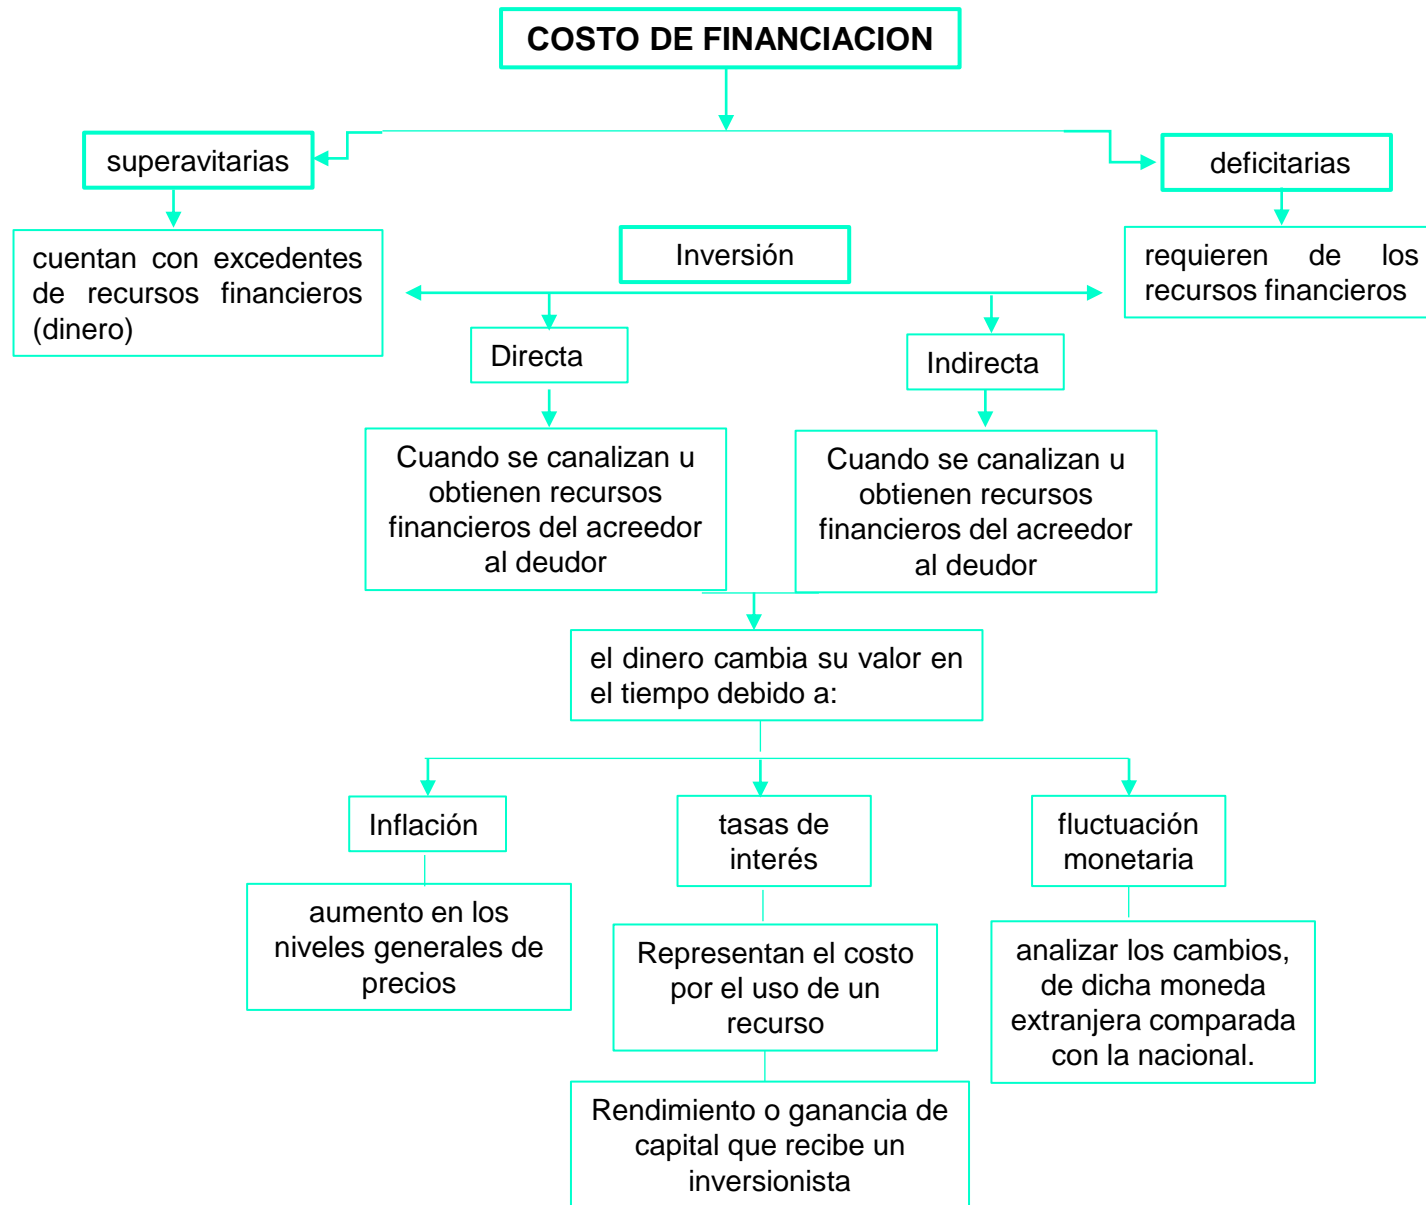 COSTO DE FINANCIACION
superavitarias
deficitarias
cuentan con excedentes
de recursos financieros
(dinero)
Inversión
requieren de los
recursos financieros
Directa
Indirecta
Cuando se canalizan u
obtienen recursos
financieros del acreedor
al deudor
Cuando se canalizan u
obtienen recursos
financieros del acreedor
al deudor
el dinero cambia su valor en
el tiempo debido a:
Inflación
tasas de
interés
fluctuación
monetaria
aumento en los
niveles generales de
precios
Representan el costo
por el uso de un
recurso
analizar los cambios,
de dicha moneda
extranjera comparada
con la nacional.
Rendimiento o ganancia de
capital que recibe un
inversionista